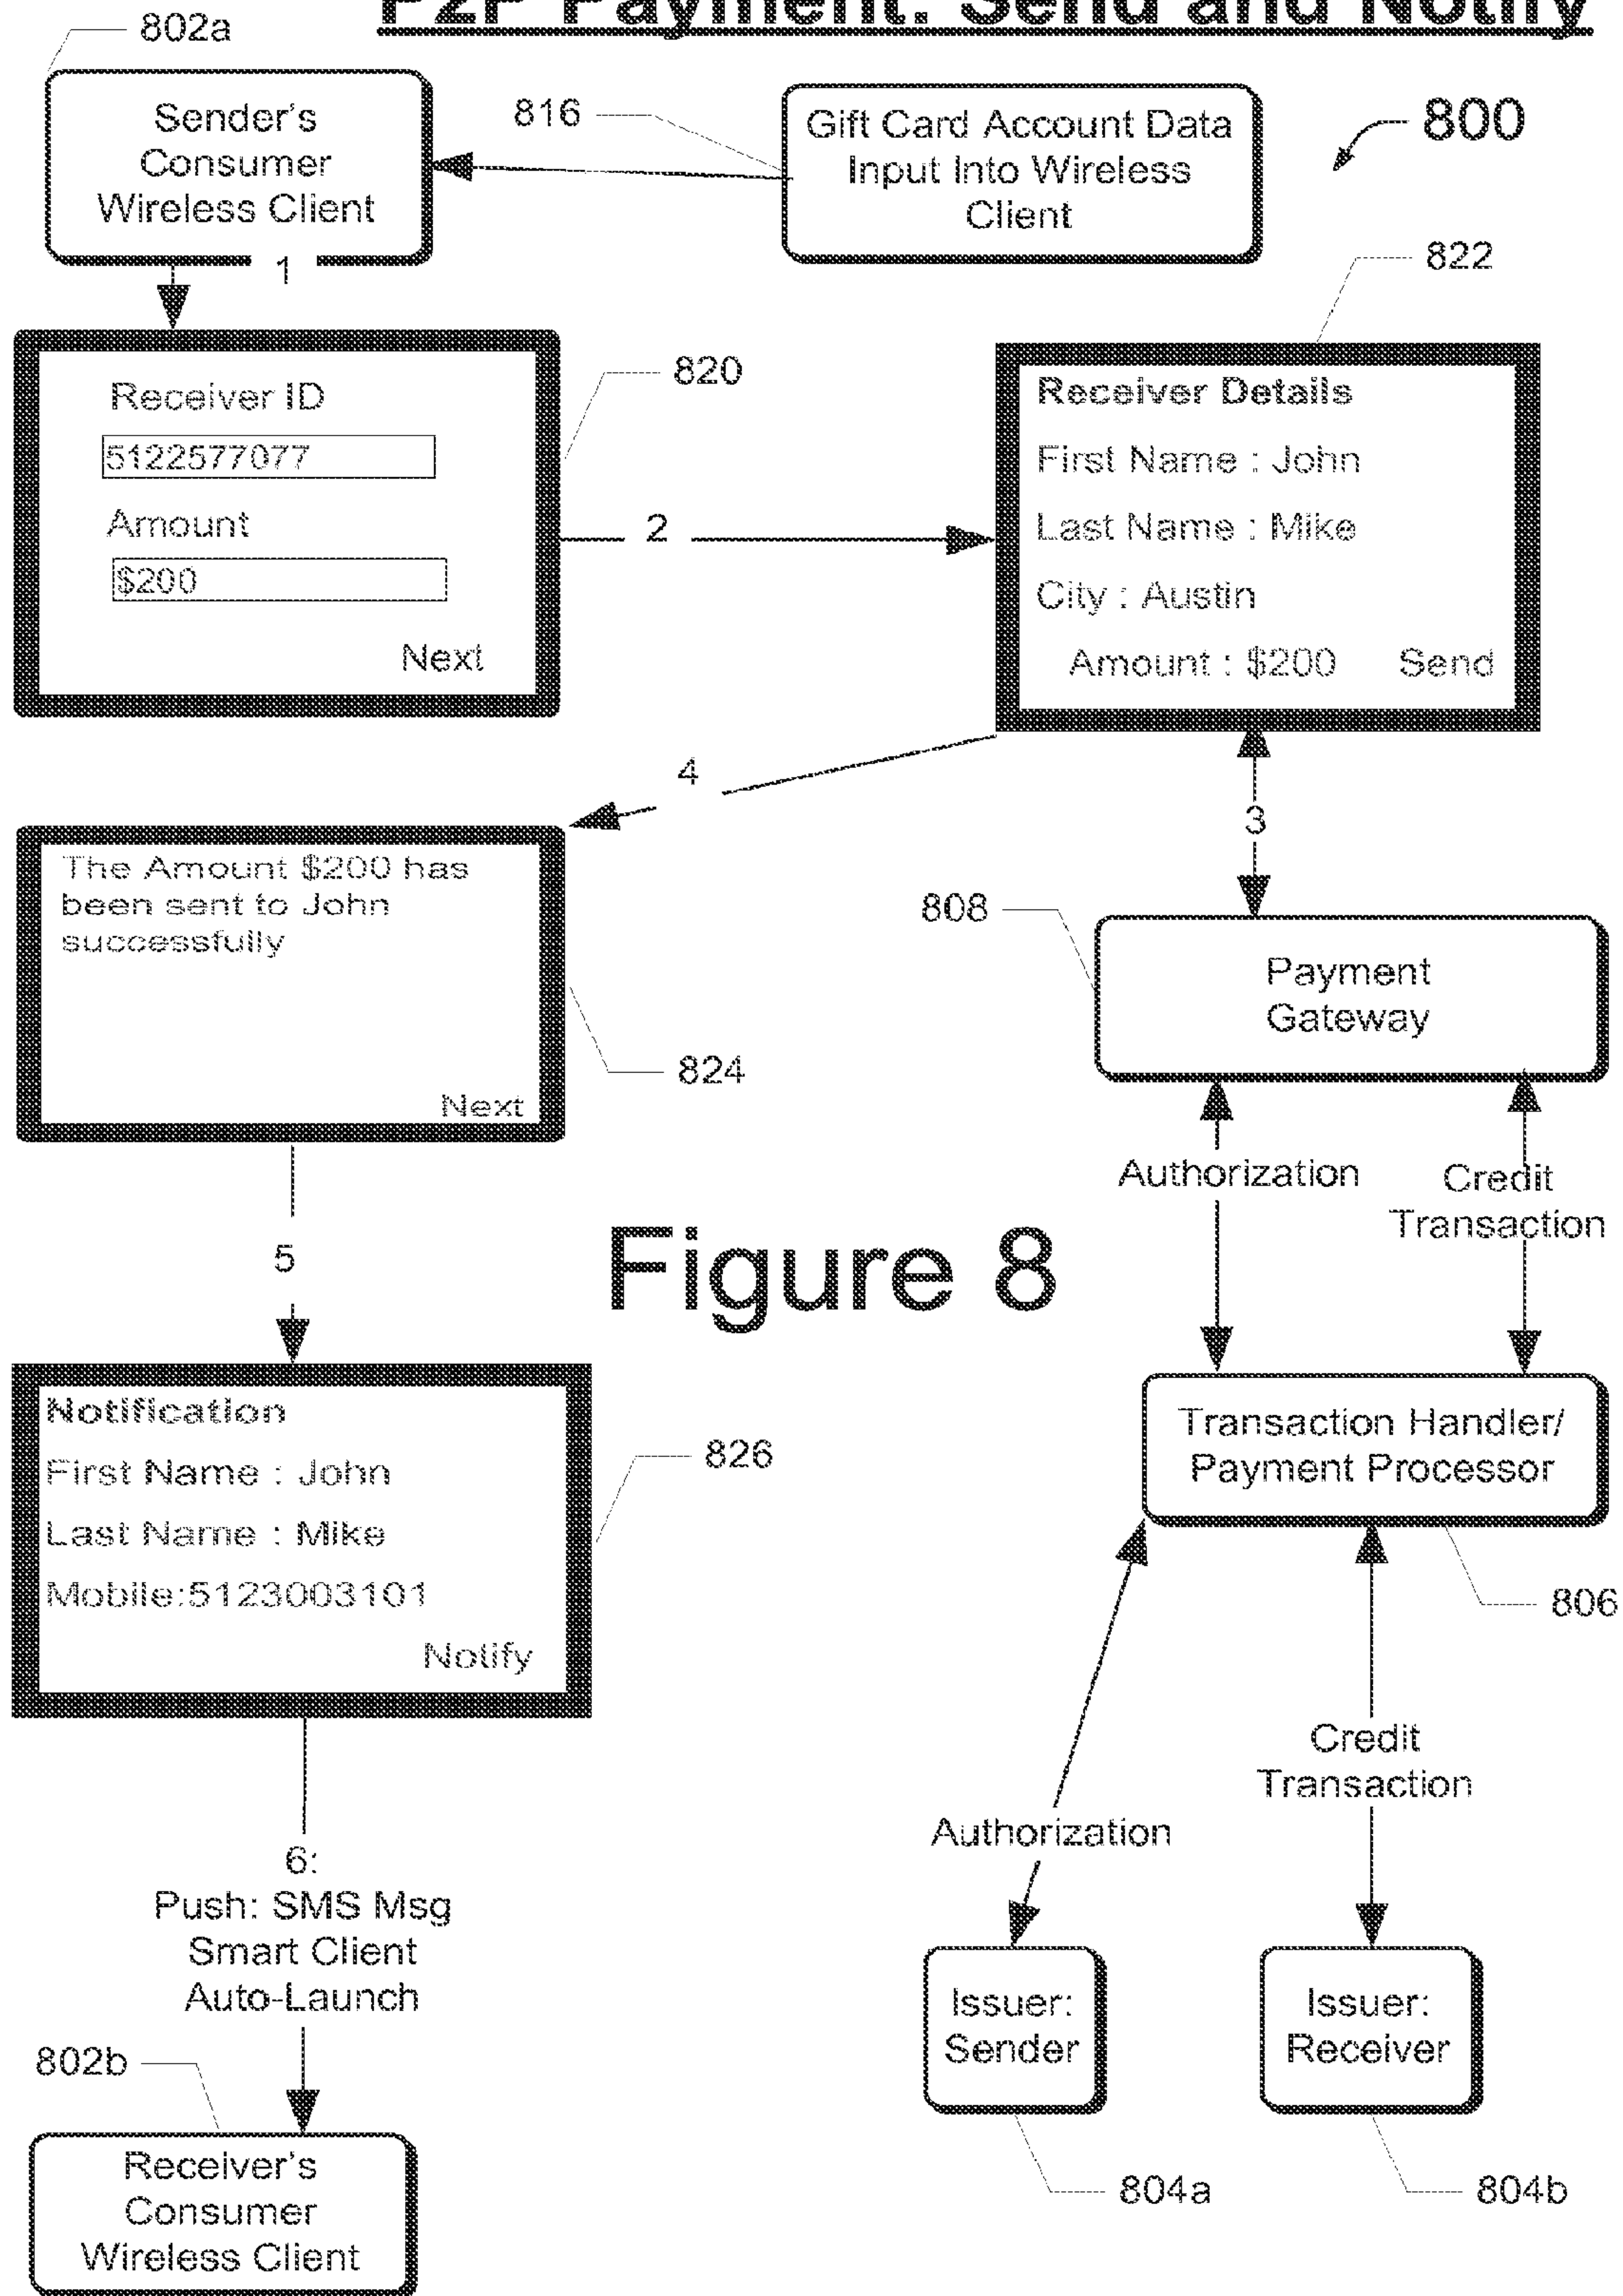 P2P Payment: Send and Notify
802a
Sender's
Consumer
Wireless Client
816
Gift Card Account Data
Input Into Wireless
Client
800
1
822
Receiver ID
5122577077
Amount
$200
Next
820
2
Receiver Details
First Name : John
Last Name : Mike
City : Austin
Amount : $200 Send
4
3
The Amount $200 has
been sent to John
successfully
Next
824
808
Payment
Gateway
Authorization
Credit
Transaction
5
Figure 8
Notification
First Name : John
Last Name : Mike
Mobile:5123003101
Notify
826
Transaction Handler/
Payment Processor
806
Credit
Transaction
Authorization
6:
Push: SMS Msg
Smart Client
Auto-Launch
Issuer:
Sender
Issuer:
Receiver
802b
Receiver's
Consumer
Wireless Client
804a
804b